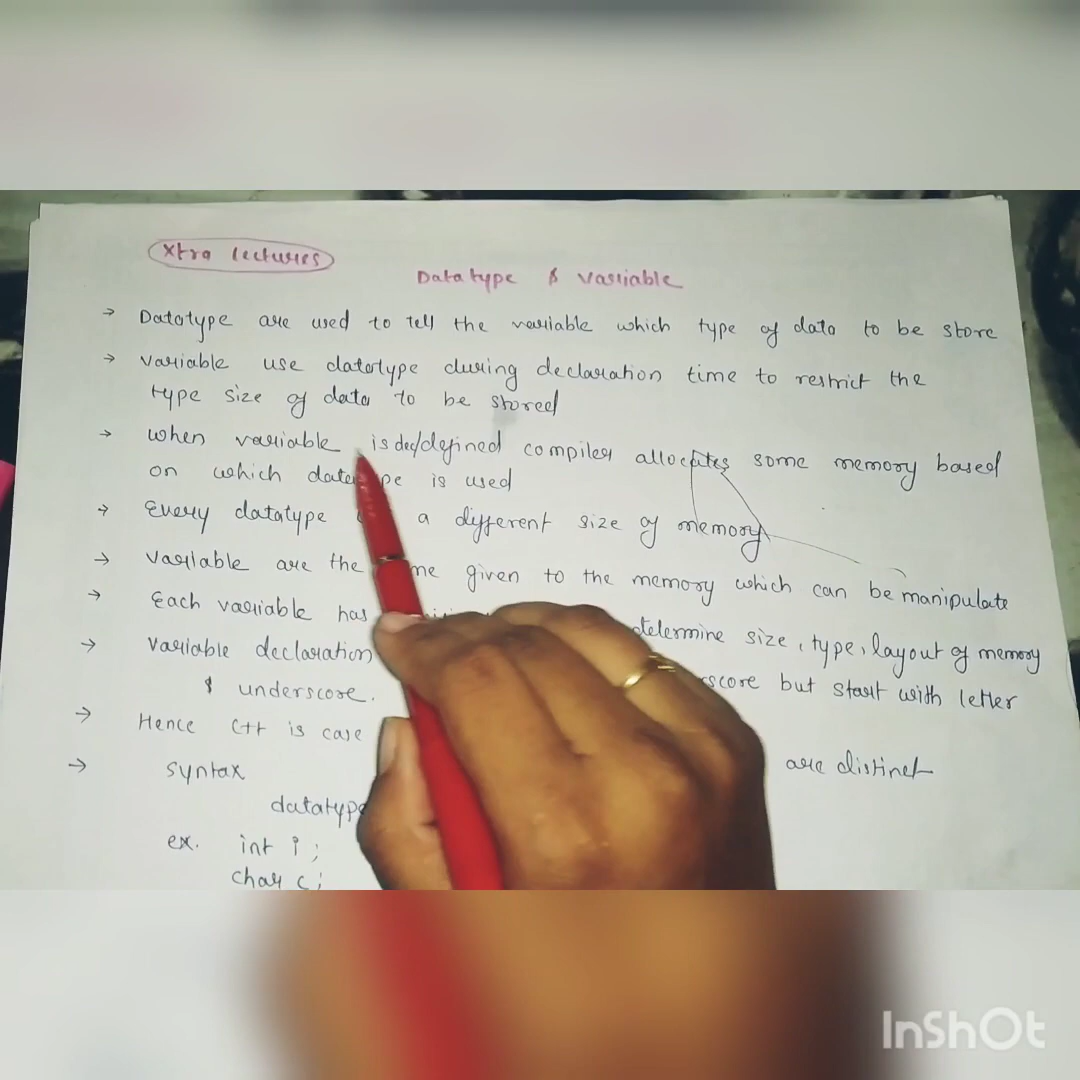 Xtra lectures
Datatype & Variable
→ Datatype are used to tell the variable which type of data to be store
→ Variable use datatype during declaration time to restrict the
type size of data to be stored
→ When variable is dec/defined compiler allocates some memory based
on which datatype is used
→ Every datatype a different size of memory
→ Variable are the given to the memory which can be manipulate
→ Each variable has determine size, type, layout of memory
→ Variable declaration but start with letter
& underscore.
→ Hence C++ is case are distinct
→ Syntax
datatype
ex. int i;
char c;
InShOt